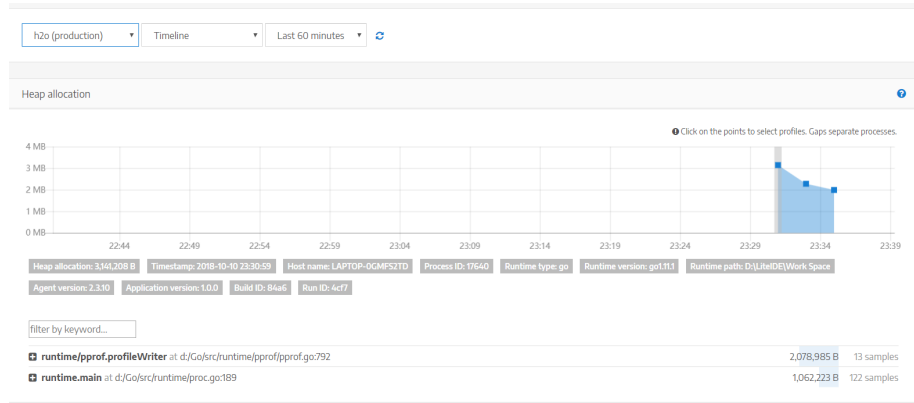 h2o (production) Timeline Last 60 minutes
Heap allocation
Click on the points to select profiles. Gaps separate processes.
4 MB
3 MB
2 MB
1 MB
0 MB
22:44 22:49 22:54 22:59 23:04 23:09 23:14 23:19 23:24 23:29 23:34 23:39
Heap allocation: 3,141,208 B Timestamp: 2018-10-10 23:30:59 Host name: LAPTOP-0GMF52TD Process ID: 17640 Runtime type: go Runtime version: go1.11.1 Runtime path: D:\LiteIDE\Work Space
Agent version: 2.3.10 Application version: 1.0.0 Build ID: 84a6 Run ID: 4cf7
filter by keyword...
runtime/pprof.profileWriter at d:/Go/src/runtime/pprof/pprof.go:792 2,078,985 B 13 samples
runtime.main at d:/Go/src/runtime/proc.go:189 1,062,223 B 122 samples